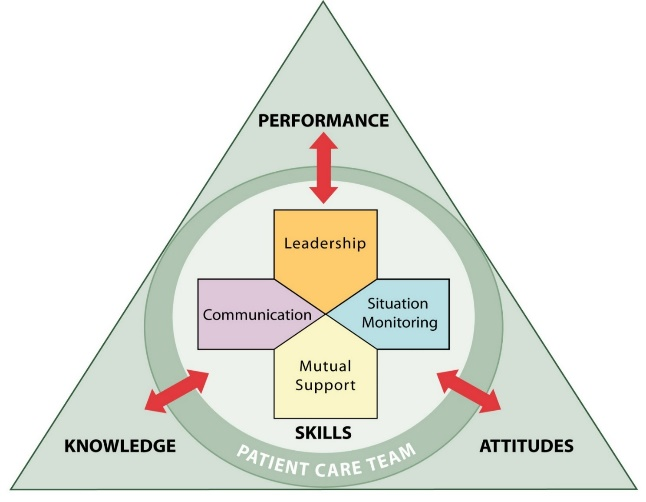 PERFORMANCE
Leadership
Communication
Situation
Monitoring
Mutual
Support
SKILLS
KNOWLEDGE
ATTITUDES
PATIENT CARE TEAM